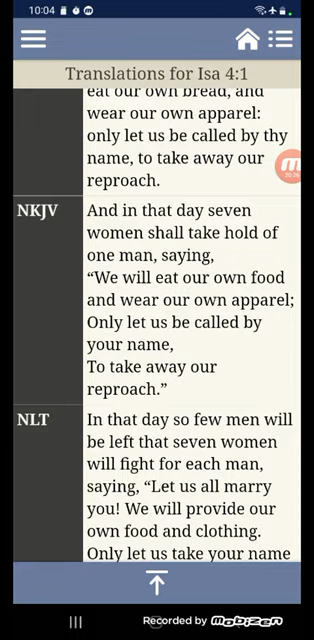 10:04
Translations for Isa 4:1
eat our own bread, and
wear our own apparel:
only let us be called by thy
name, to take away our
reproach.
NKJV
And in that day seven
women shall take hold of
one man, saying,
“We will eat our own food
and wear our own apparel;
Only let us be called by
your name,
To take away our
reproach.”
NLT
In that day so few men will
be left that seven women
will fight for each man,
saying, “Let us all marry
you! We will provide our
own food and clothing.
Only let us take your name
Recorded by Mobizen